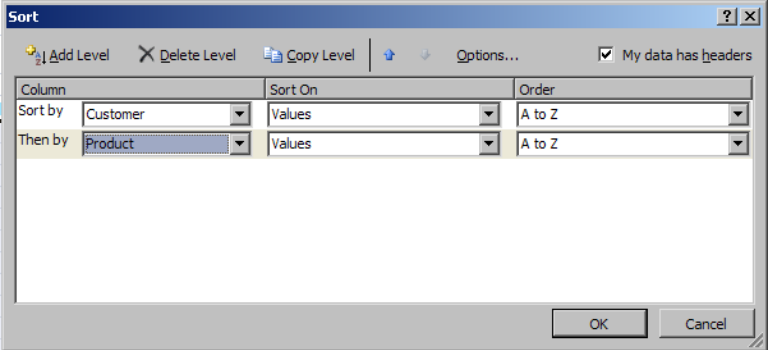 Sort
Add Level Delete Level Copy Level Options... My data has headers
Column Sort On Order
Sort by Customer Values A to Z
Then by Product Values A to Z
OK Cancel